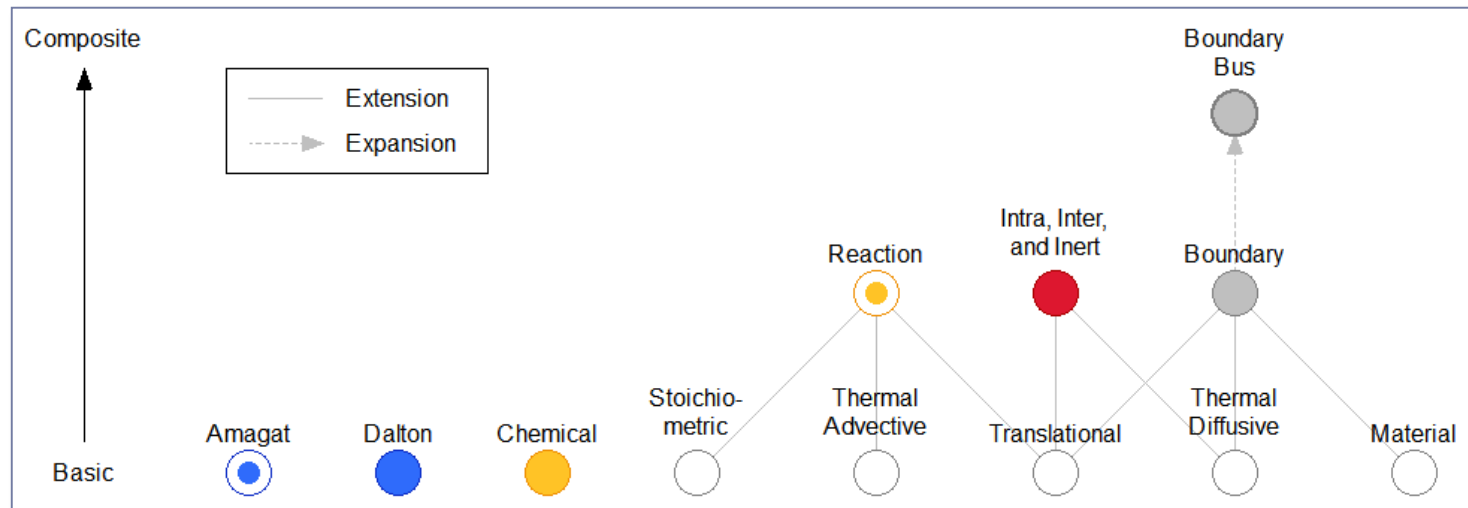 Composite
Boundary
Bus
Extension
Expansion
Intra, Inter,
and Inert
Reaction
Boundary
Stoichio-
metric
Thermal
Advective
Thermal
Diffusive
Amagat
Dalton
Chemical
Translational
Material
Basic